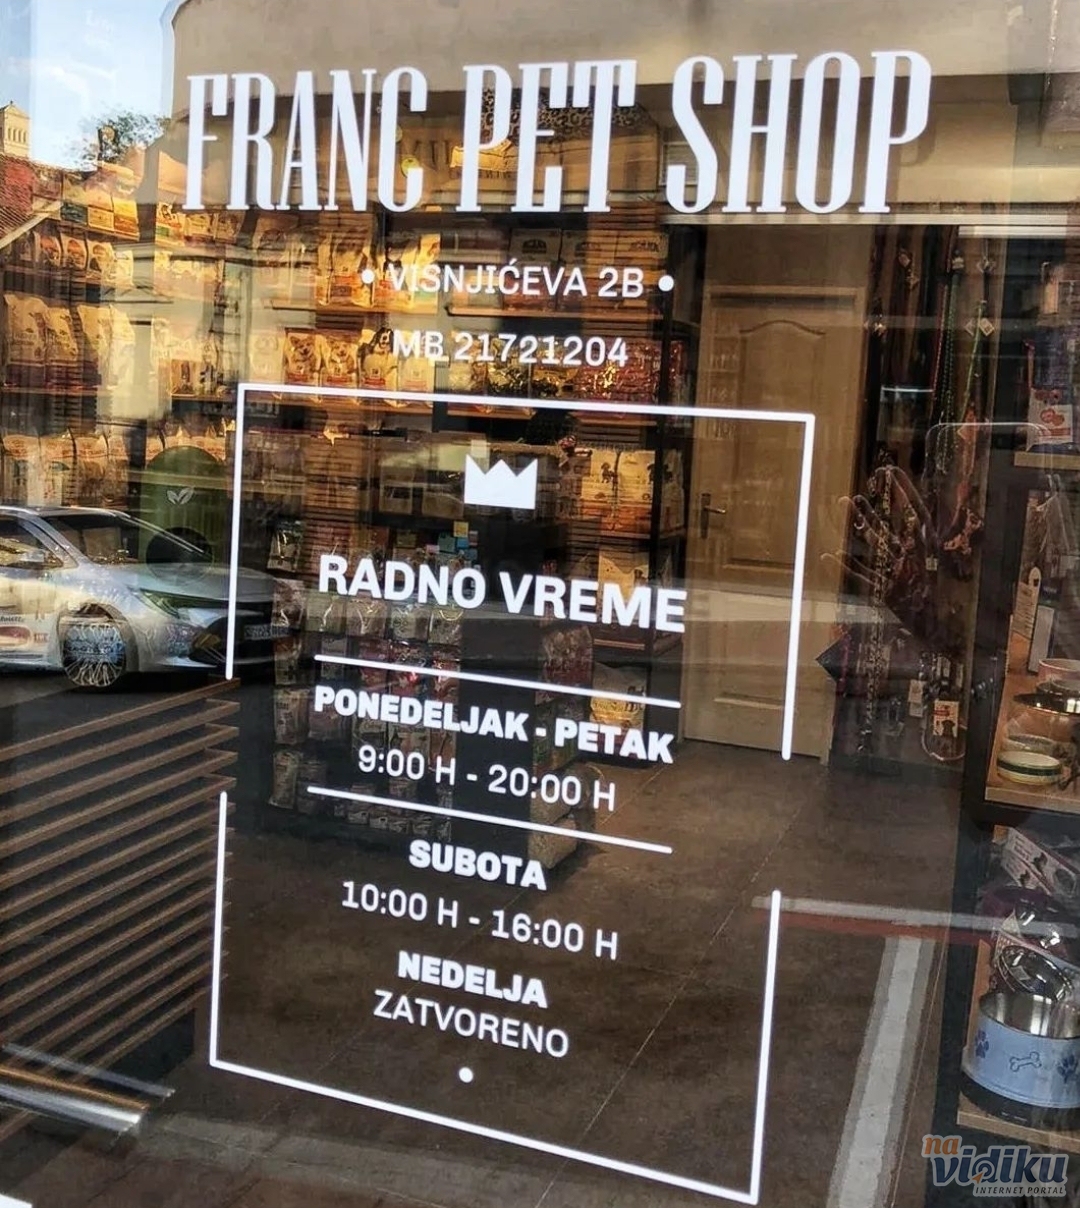 FRANC PET SHOP
• VISNJIĆEVA 2B •
MB 21721204
RADNO VREME
PONEDELJAK - PETAK
9:00 H - 20:00 H
SUBOTA
10:00 H - 16:00 H
NEDELJA
ZATVORENO
na
vidiku
INTERNET PORTAL